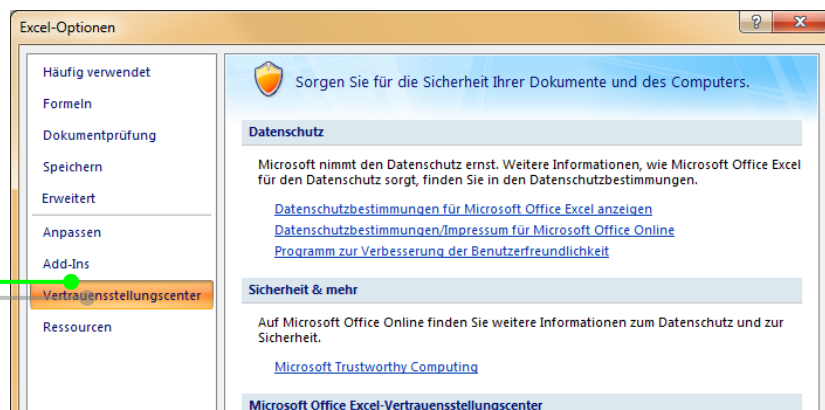 Excel-Optionen
Häufig verwendet
Formeln
Dokumentprüfung
Speichern
Erweitert
Anpassen
Add-Ins
Vertrauensstellungscenter
Ressourcen
Sorgen Sie für die Sicherheit Ihrer Dokumente und des Computers.
Datenschutz
Microsoft nimmt den Datenschutz ernst. Weitere Informationen, wie Microsoft Office Excel
für den Datenschutz sorgt, finden Sie in den Datenschutzbestimmungen.
Datenschutzbestimmungen für Microsoft Office Excel anzeigen
Datenschutzbestimmungen/Impressum für Microsoft Office Online
Programm zur Verbesserung der Benutzerfreundlichkeit
Sicherheit & mehr
Auf Microsoft Office Online finden Sie weitere Informationen zum Datenschutz und zur
Sicherheit.
Microsoft Trustworthy Computing
Microsoft Office Excel-Vertrauensstellungscenter